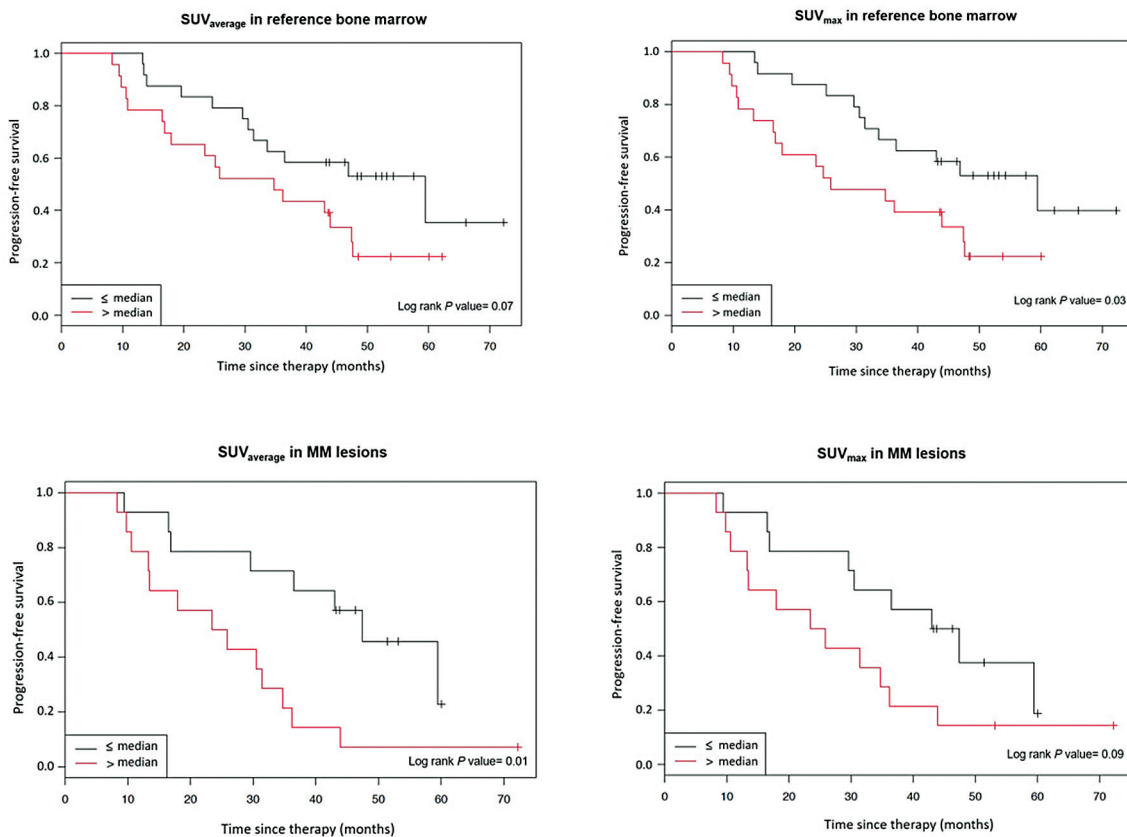 SUVaverage in reference bone marrow
1.0
0.8
0.6
0.4
0.2
0.0
Progression-free survival
≤ median
> median
Log rank P value= 0.07
0 10 20 30 40 50 60 70
Time since therapy (months)
SUVmax in reference bone marrow
1.0
0.8
0.6
0.4
0.2
0.0
Progression-free survival
≤ median
> median
Log rank P value= 0.03
0 10 20 30 40 50 60 70
Time since therapy (months)
SUVaverage in MM lesions
1.0
0.8
0.6
0.4
0.2
0.0
Progression-free survival
≤ median
> median
Log rank P value= 0.01
0 10 20 30 40 50 60 70
Time since therapy (months)
SUVmax in MM lesions
1.0
0.8
0.6
0.4
0.2
0.0
Progression-free survival
≤ median
> median
Log rank P value= 0.09
0 10 20 30 40 50 60 70
Time since therapy (months)